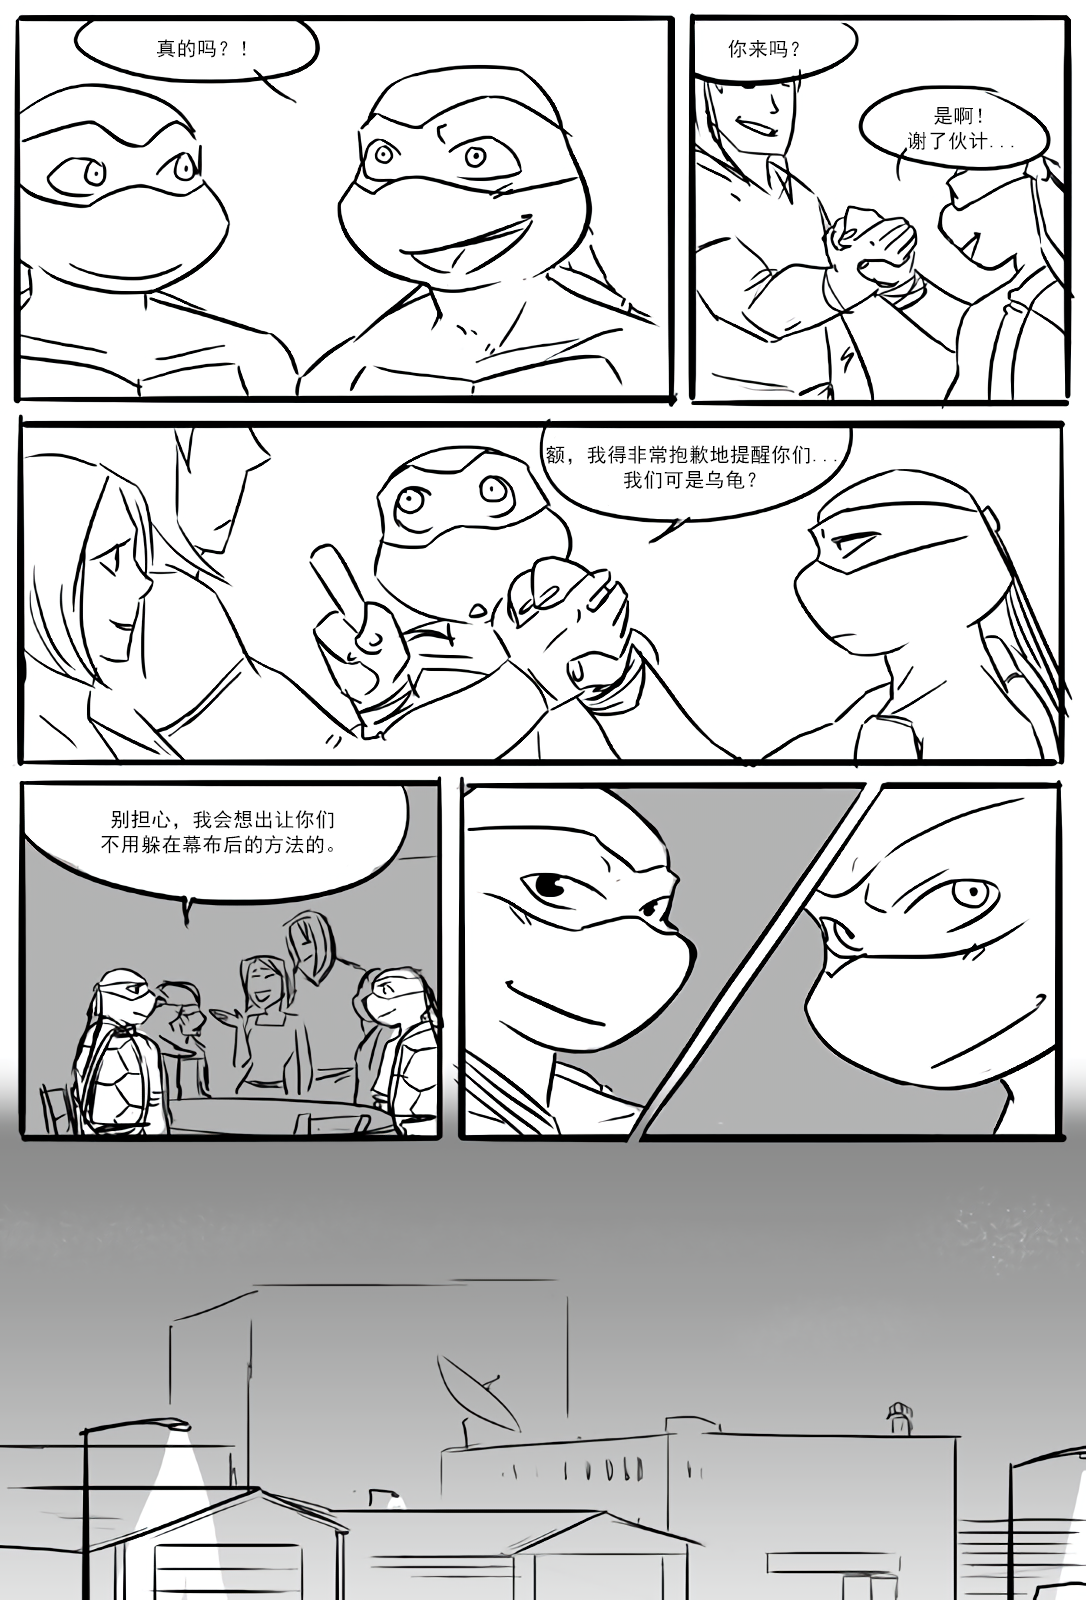 真的吗？！
你来吗？
是啊！
谢了伙计...
额，我得非常抱歉地提醒你们...
我们可是乌龟？
别担心，我会想出让你们
不用躲在幕布后的方法的。